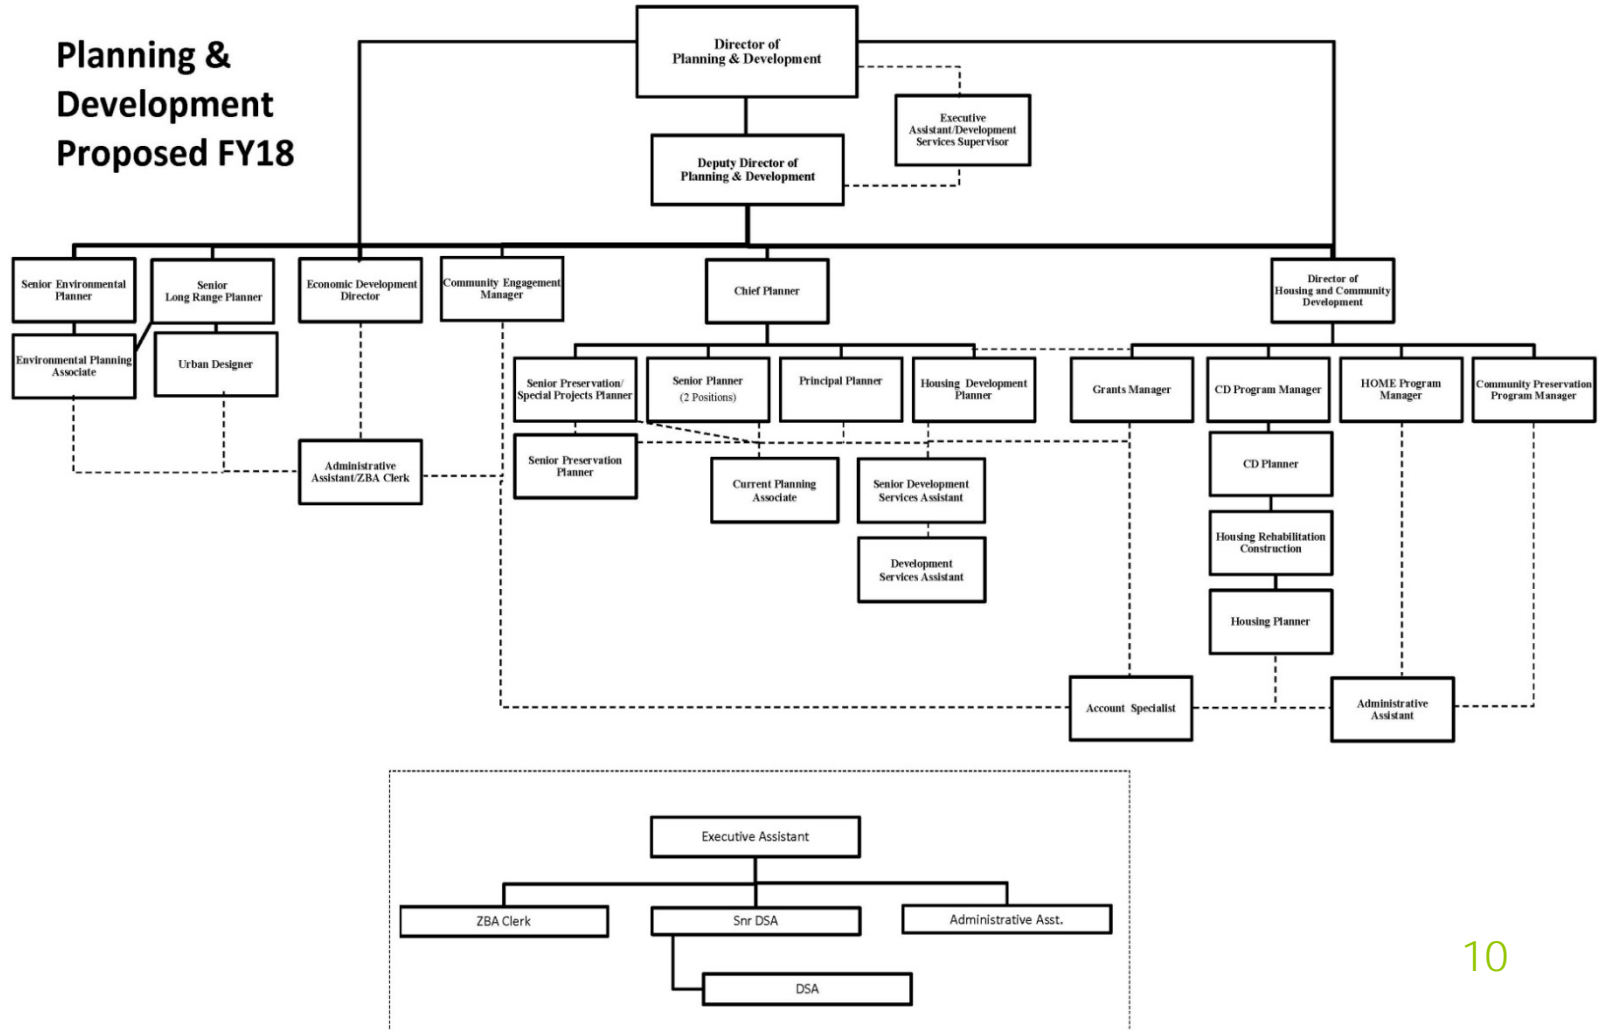 Planning &
Development
Proposed FY18
Director of
Planning & Development
Executive
Assistant/Development
Services Supervisor
Deputy Director of
Planning & Development
Senior Environmental
Planner
Senior
Long Range Planner
Economic Development
Director
Community Engagement
Manager
Chief Planner
Director of
Housing and Community
Development
Environmental Planning
Associate
Urban Designer
Senior Preservation/
Special Projects Planner
Senior Planner
(2 Positions)
Principal Planner
Housing Development
Planner
Grants Manager
CD Program Manager
HOME Program
Manager
Community Preservation
Program Manager
Administrative
Assistant/ZBA Clerk
Senior Preservation
Planner
Current Planning
Associate
Senior Development
Services Assistant
CD Planner
Development
Services Assistant
Housing Rehabilitation
Construction
Housing Planner
Account Specialist
Administrative
Assistant
Executive Assistant
ZBA Clerk
Snr DSA
Administrative Asst.
DSA
10